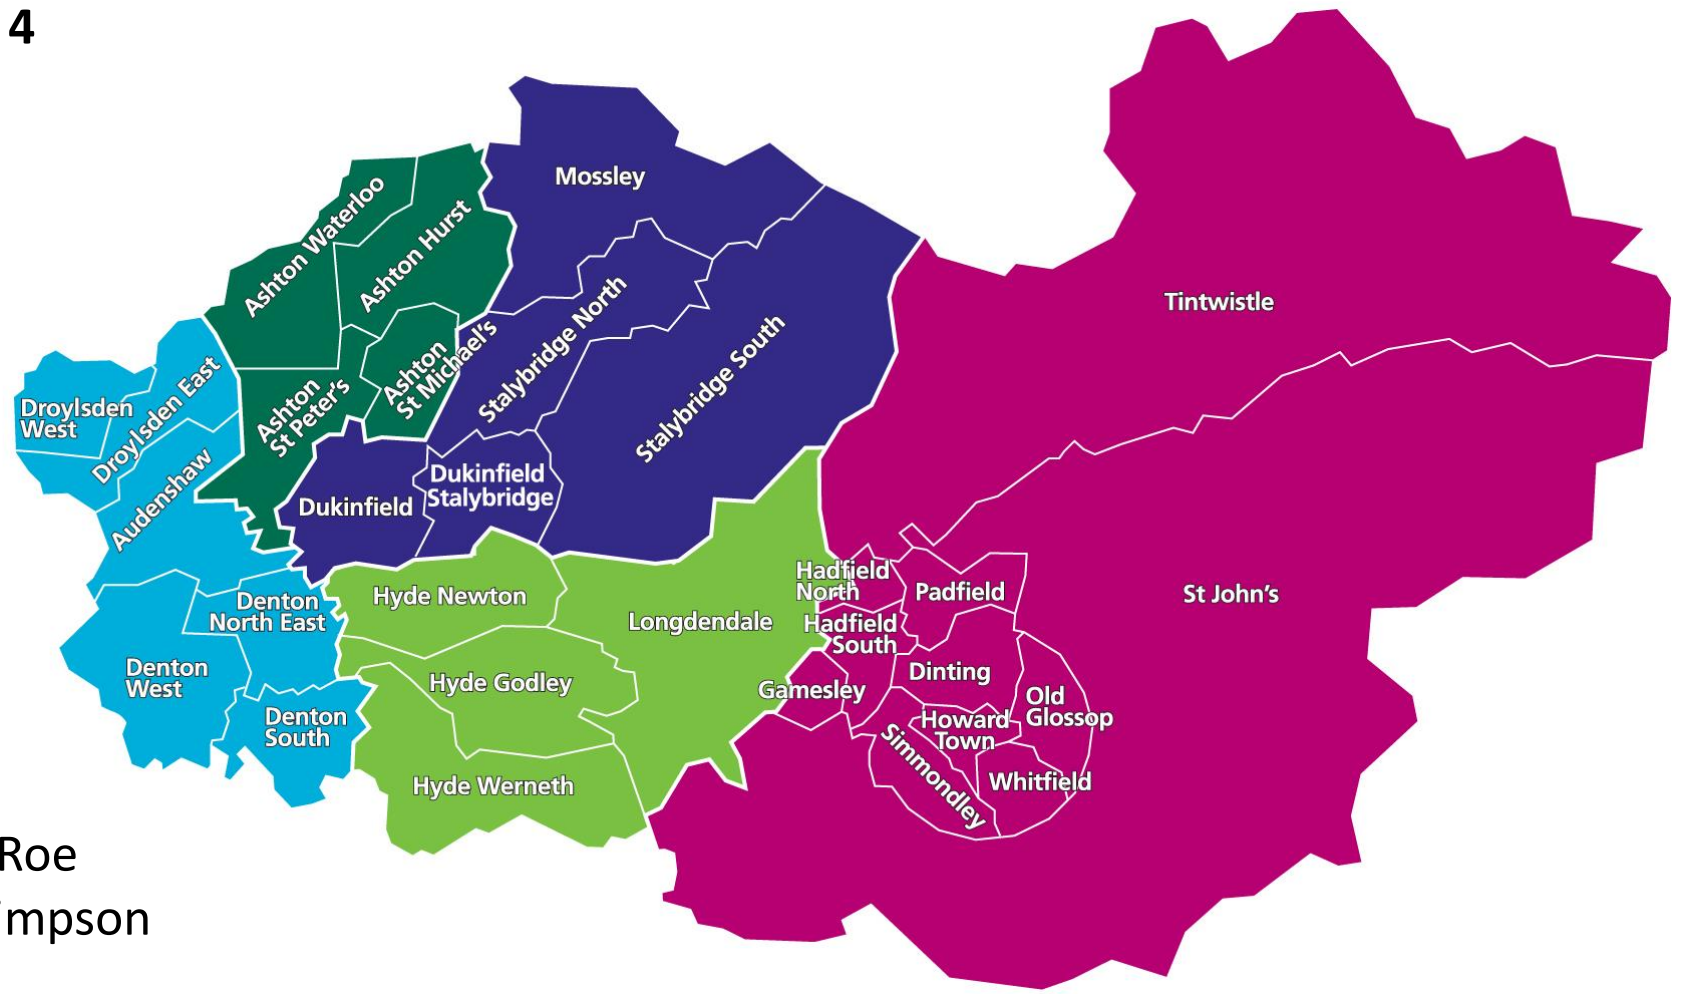 4
Mossley
Ashton Waterloo
Ashton Hurst
Tintwistle
Stalybridge North
Stalybridge South
Ashton
St Michael's
Ashton
St Peter's
Droylsden
West
Droylsden East
Audenshaw
Dukinfield
Dukinfield
Stalybridge
Hadfield
North
Padfield
St John's
Hyde Newton
Longdendale
Denton
North East
Hadfield
South
Denton
West
Hyde Godley
Gamesley
Dinting
Old
Glossop
Denton
South
Howard
Town
Simmondley
Whitfield
Hyde Werneth
Roe
impson